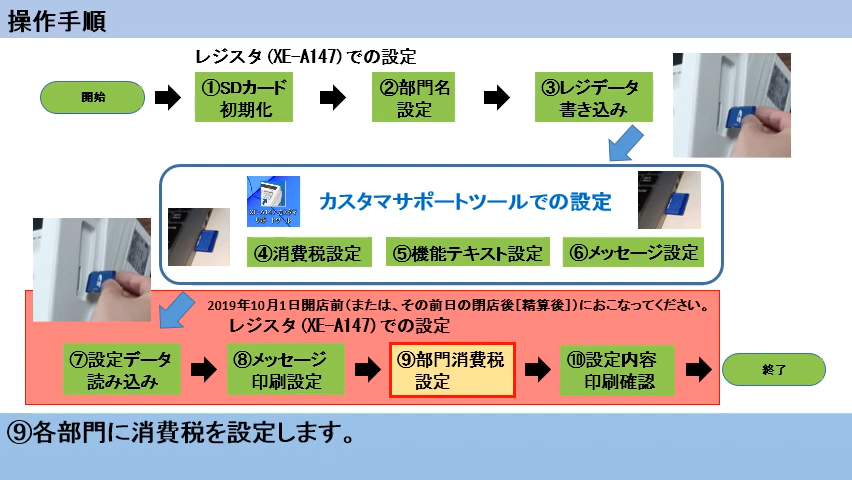 操作手順
レジスタ(XE-A147)での設定
開始
①SDカード
初期化
②部門名
設定
③レジデータ
書き込み
カスタマサポートツールでの設定
④消費税設定
⑤機能テキスト設定
⑥メッセージ設定
2019年10月1日開店前(または、その前日の閉店後[精算後])におこなってください。
レジスタ(XE-A147)での設定
⑦設定データ
読み込み
⑧メッセージ
印刷設定
⑨部門消費税
設定
⑩設定内容
印刷確認
終了
⑨各部門に消費税を設定します。